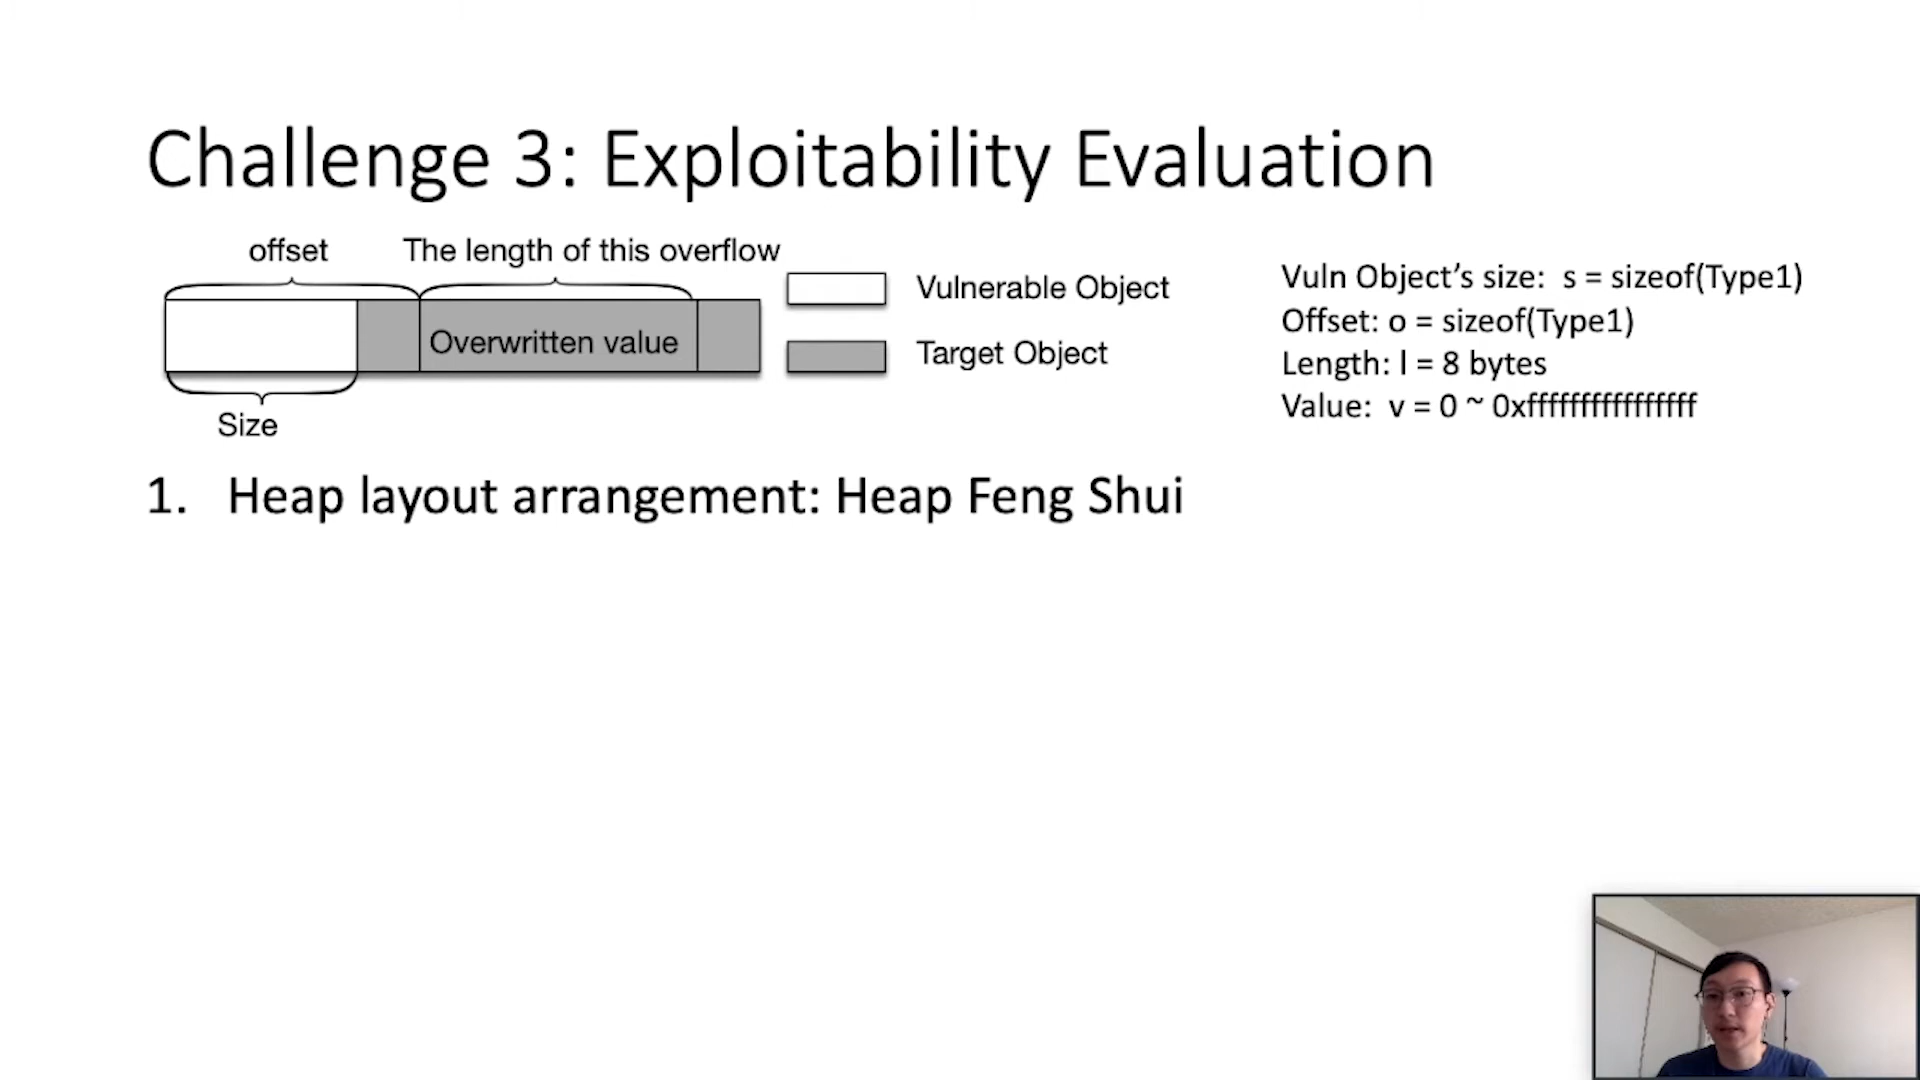 Challenge 3: Exploitability Evaluation
offset
The length of this overflow
Overwritten value
Size
Vulnerable Object
Target Object
Vuln Object’s size:  s = sizeof(Type1)
Offset: o = sizeof(Type1)
Length: l = 8 bytes
Value:  v = 0 ~ 0xffffffffffffffff
1. Heap layout arrangement: Heap Feng Shui